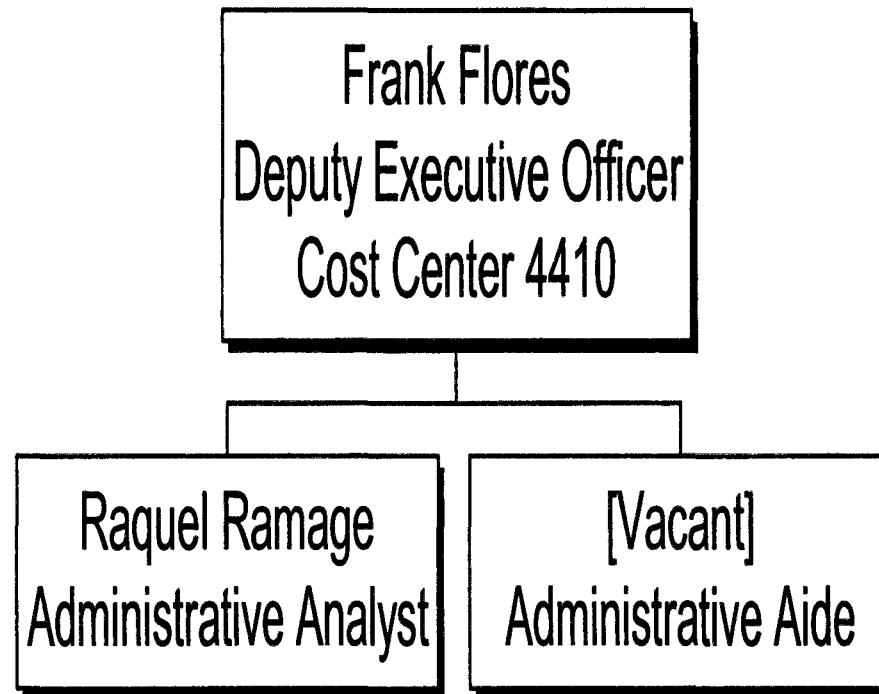 Frank Flores
Deputy Executive Officer
Cost Center 4410
Raquel Ramage
Administrative Analyst
[Vacant]
Administrative Aide